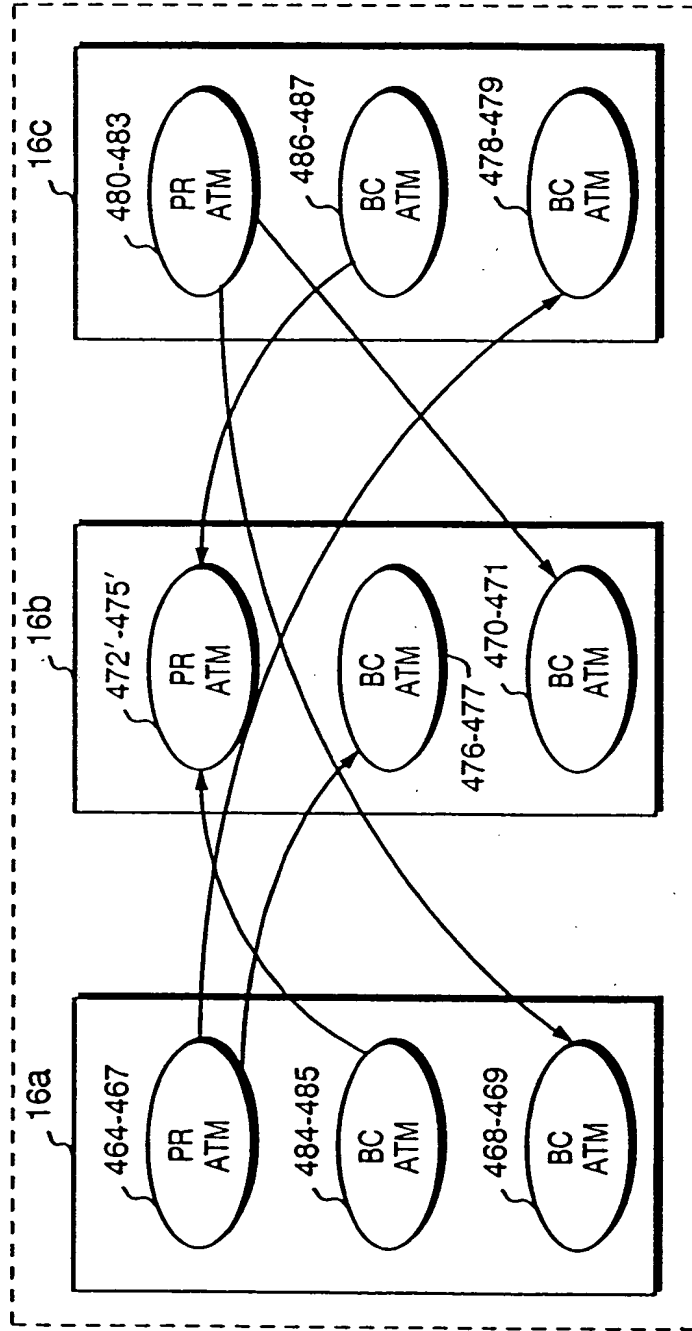 16a
464-467
PR
ATM
484-485
BC
ATM
468-469
BC
ATM
16b
472'-475'
PR
ATM
BC
ATM
476-477
470-471
BC
ATM
16c
480-483
PR
ATM
486-487
BC
ATM
478-479
BC
ATM